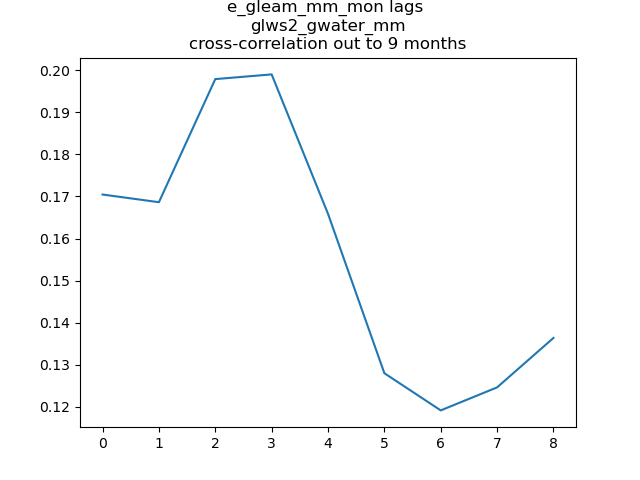 e_gleam_mm_mon lags
glws2_gwater_mm
cross-correlation out to 9 months
0.20
0.19
0.18
0.17
0.16
0.15
0.14
0.13
0.12
0 1 2 3 4 5 6 7 8